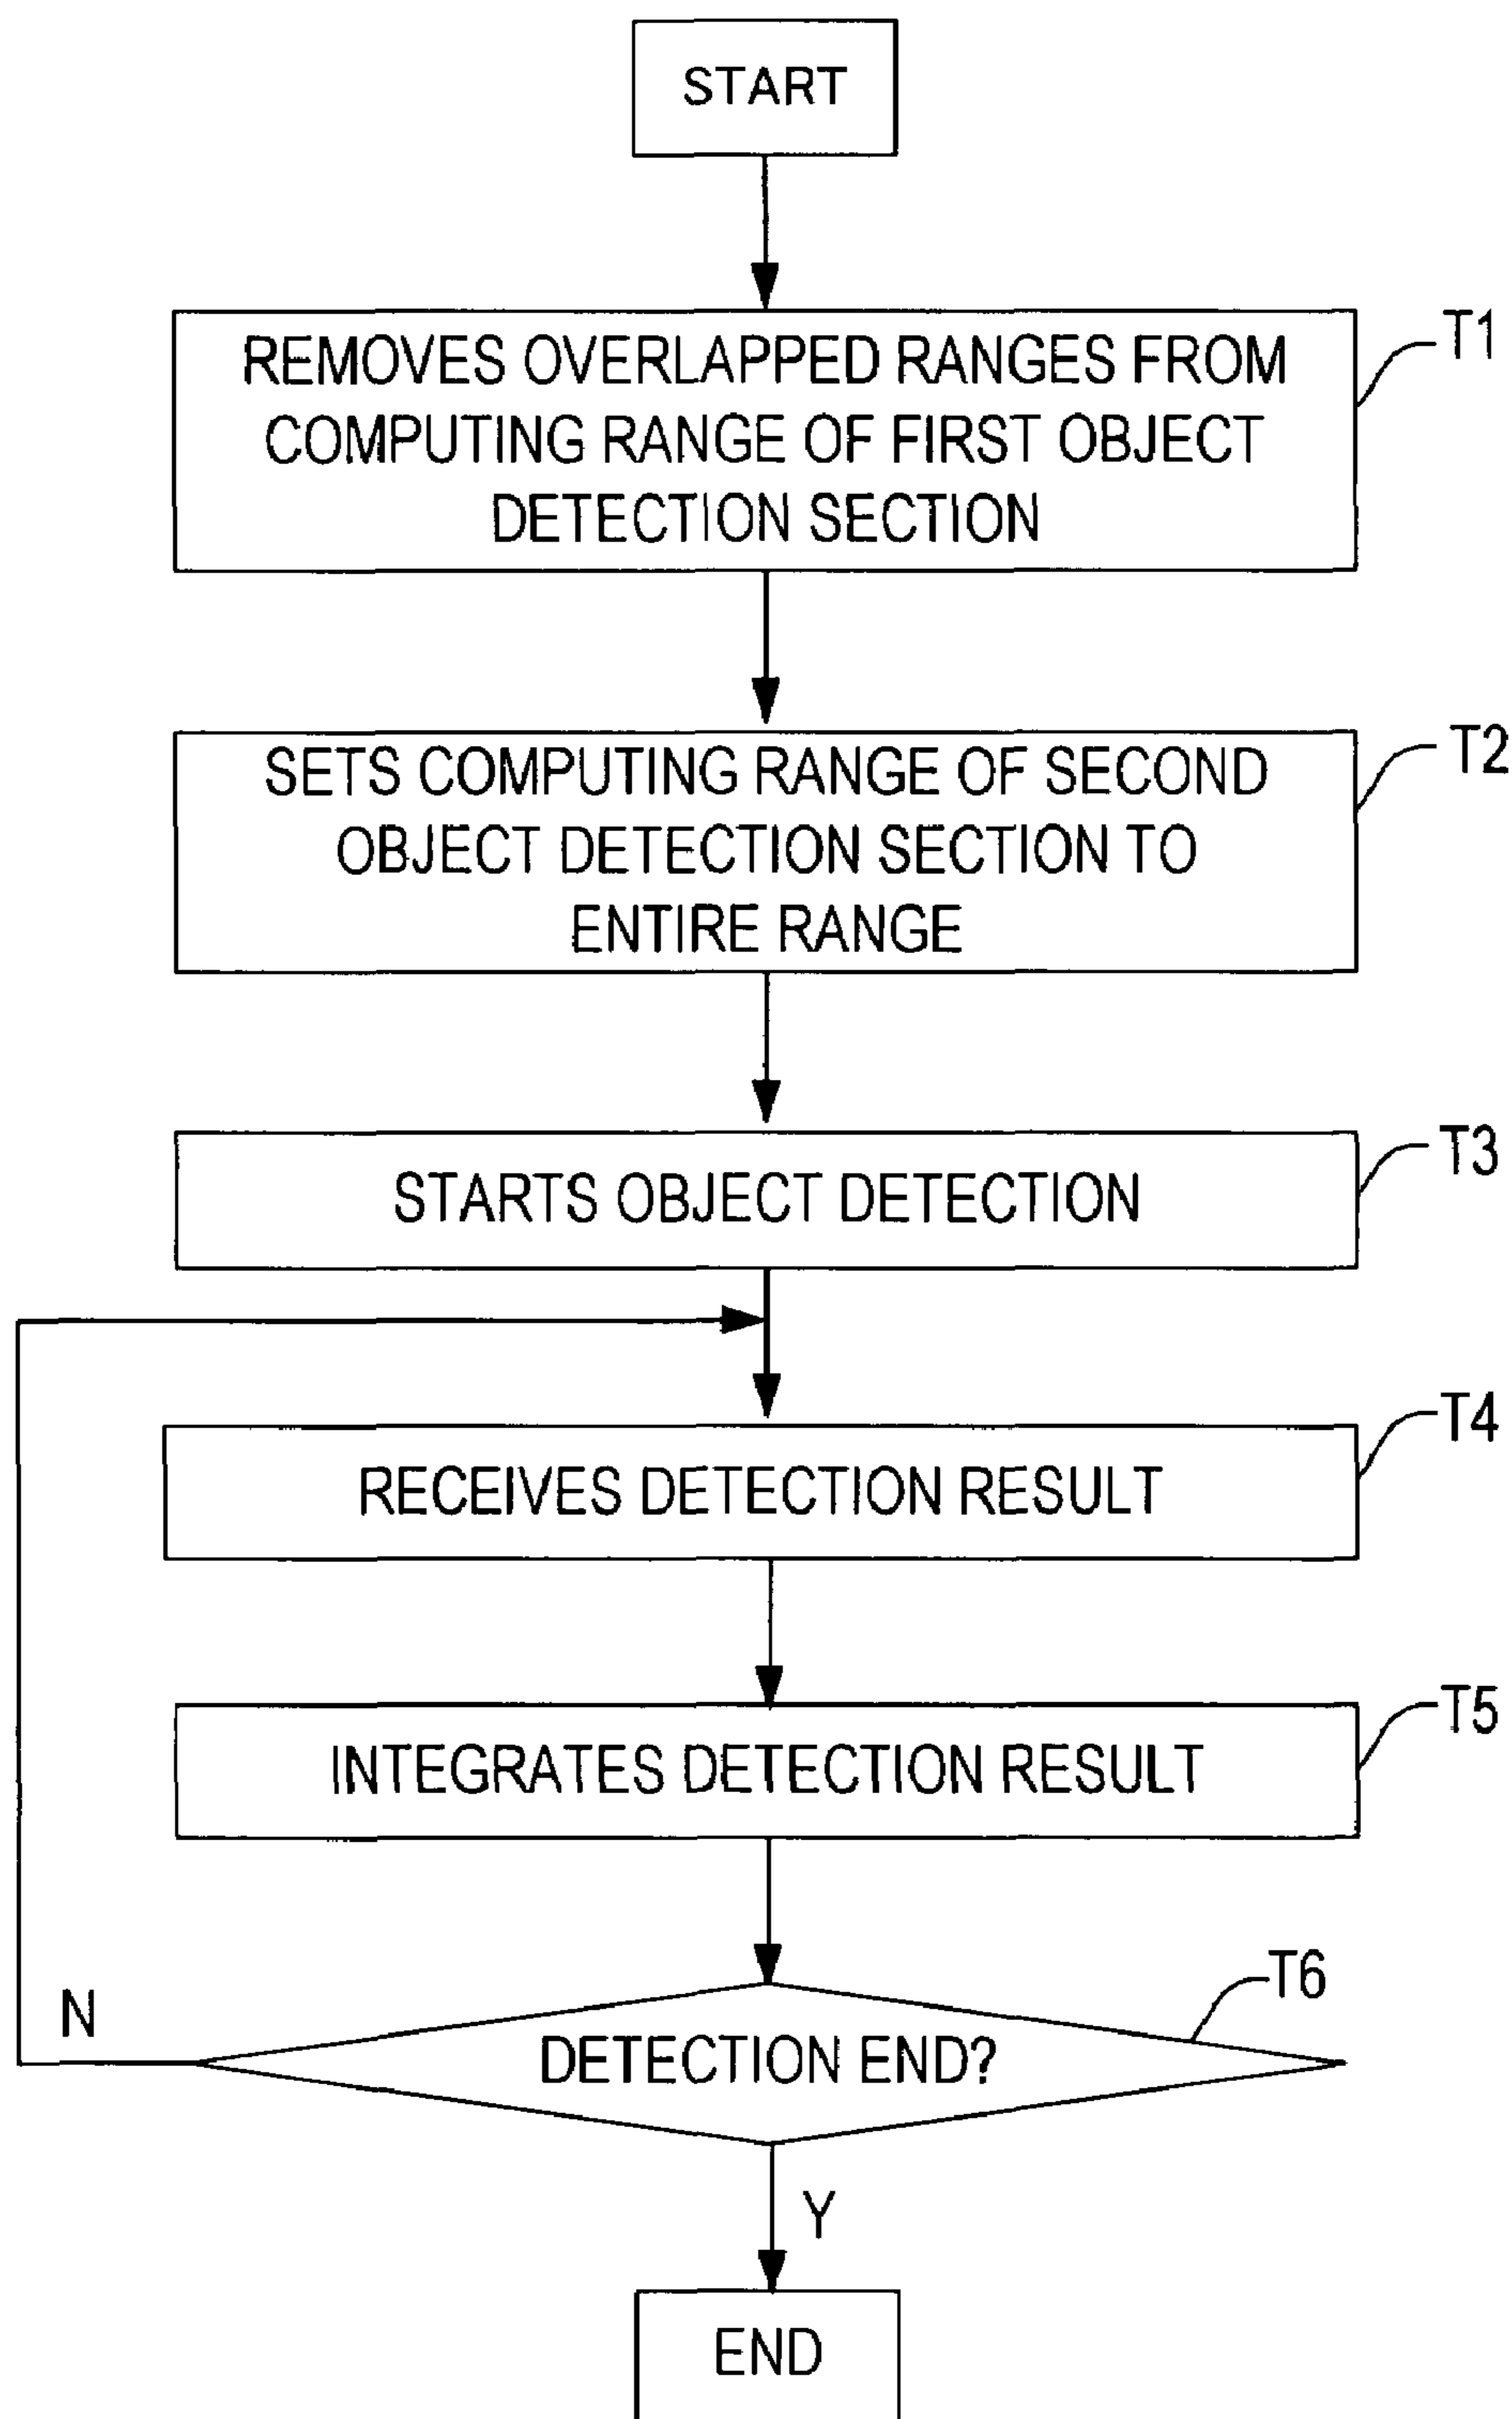 START
T1
REMOVES OVERLAPPED RANGES FROM
COMPUTING RANGE OF FIRST OBJECT
DETECTION SECTION
T2
SETS COMPUTING RANGE OF SECOND
OBJECT DETECTION SECTION TO
ENTIRE RANGE
T3
STARTS OBJECT DETECTION
T4
RECEIVES DETECTION RESULT
T5
INTEGRATES DETECTION RESULT
T6
N
DETECTION END?
Y
END